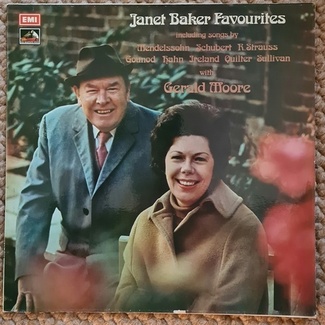 EMI
Janet Baker Favourites
including songs by
Mendelssohn Schubert R.Strauss
Gounod Hahn Ireland Quilter Sullivan
with
Gerald Moore